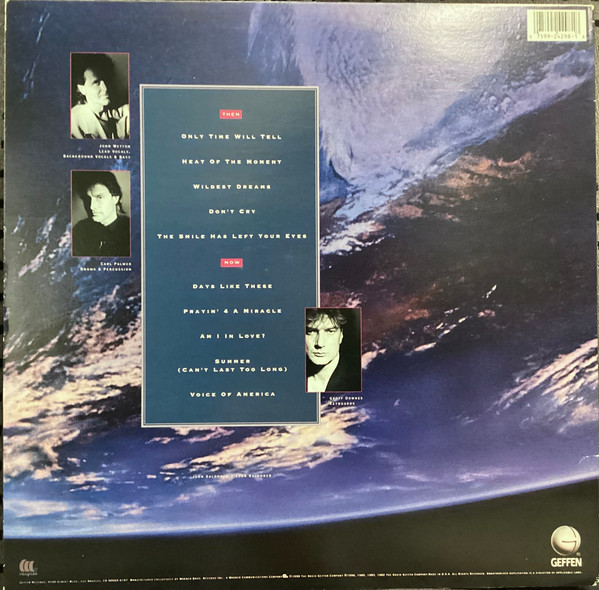 JOHN WETTON
LEAD VOCALS,
BACKGROUND VOCALS & BASS
CARL PALMER
DRUMS & PERCUSSION
THEN
ONLY TIME WILL TELL
HEAT OF THE MOMENT
WILDEST DREAMS
DON'T CRY
THE SMILE HAS LEFT YOUR EYES
NOW
DAYS LIKE THESE
PRAYIN' 4 A MIRACLE
AM I IN LOVE?
SUMMER
(CAN'T LAST TOO LONG)
VOICE OF AMERICA
GEOFF DOWNES
KEYBOARDS
GEFFEN